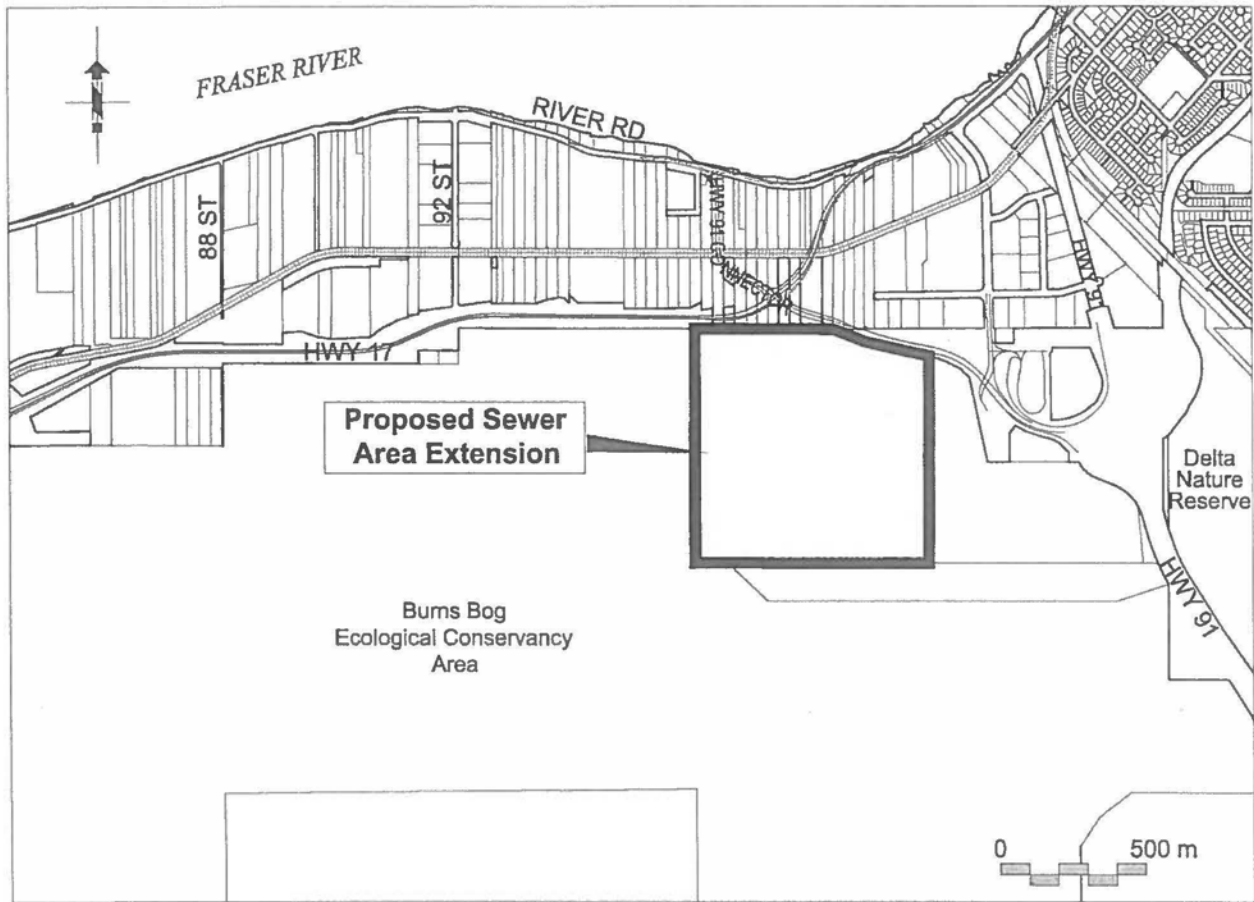 FRASER RIVER
RIVER RD
88 ST
92 ST
HWY 91 CONNECTOR
HWY 17
Proposed Sewer
Area Extension
Delta
Nature
Reserve
HWY 91
Burns Bog
Ecological Conservancy
Area
0 500 m